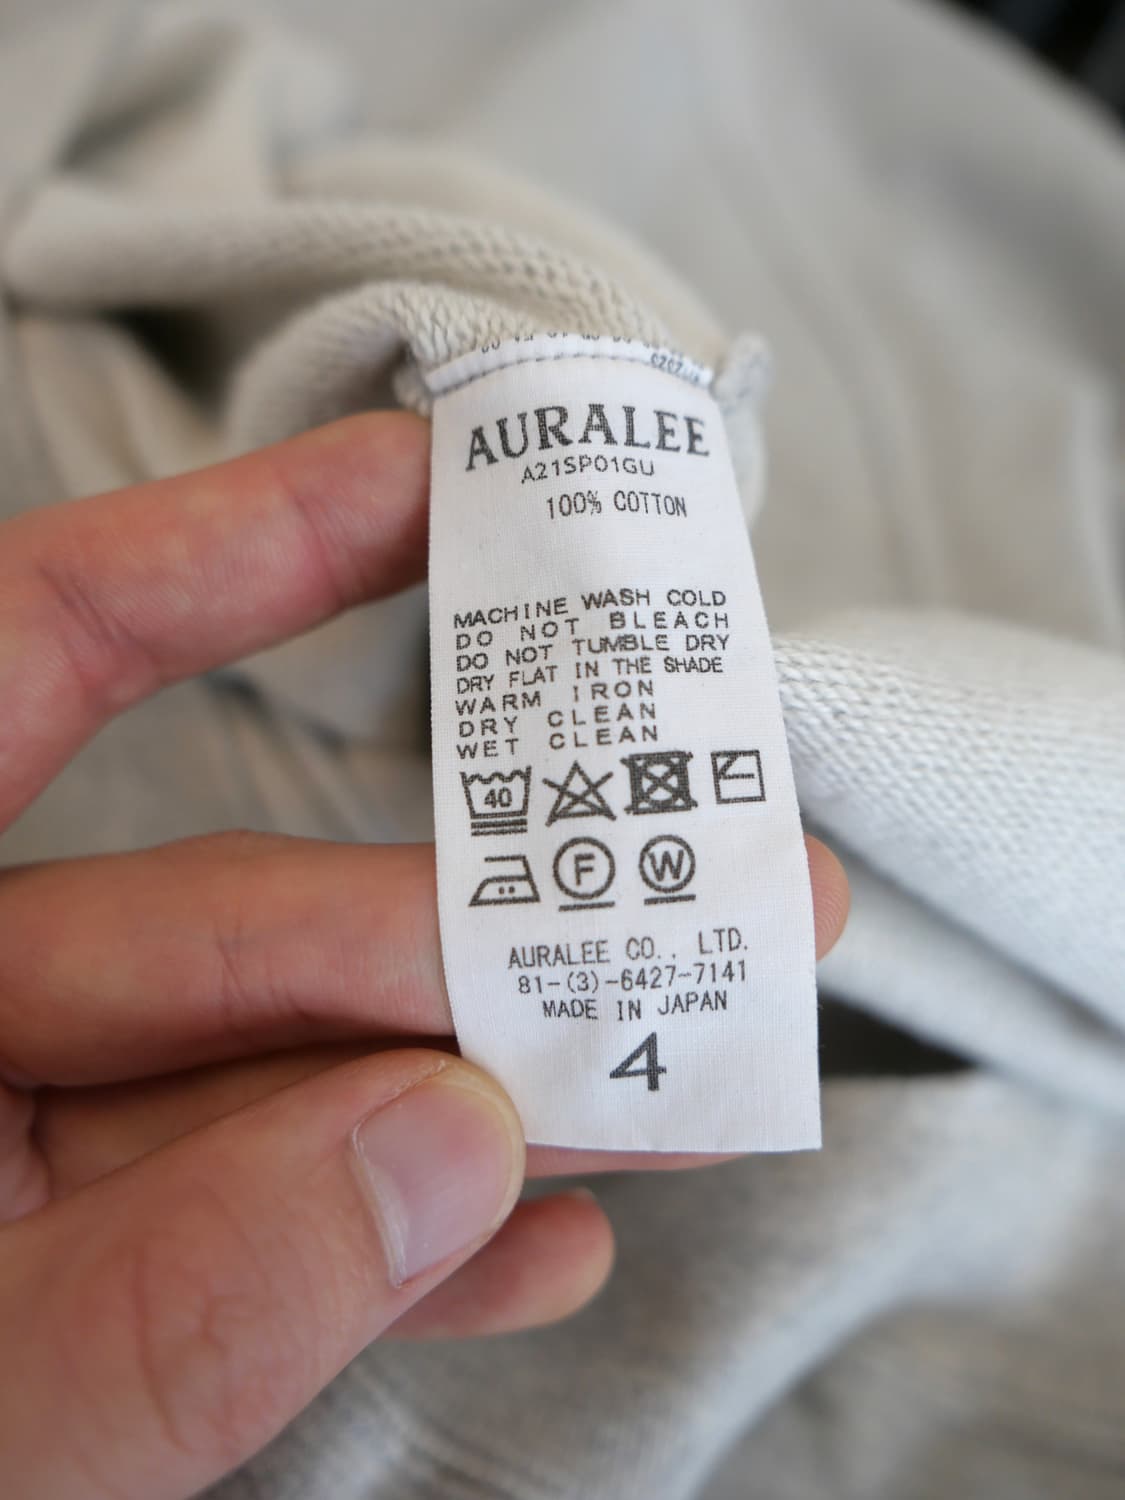 AURALEE
A21SP01GU
100% COTTON
MACHINE WASH COLD
DO NOT BLEACH
DO NOT TUMBLE DRY
DRY FLAT IN THE SHADE
WARM IRON
DRY CLEAN
WET CLEAN
40
F W
AURALEE CO., LTD.
81-(3)-6427-7141
MADE IN JAPAN
4